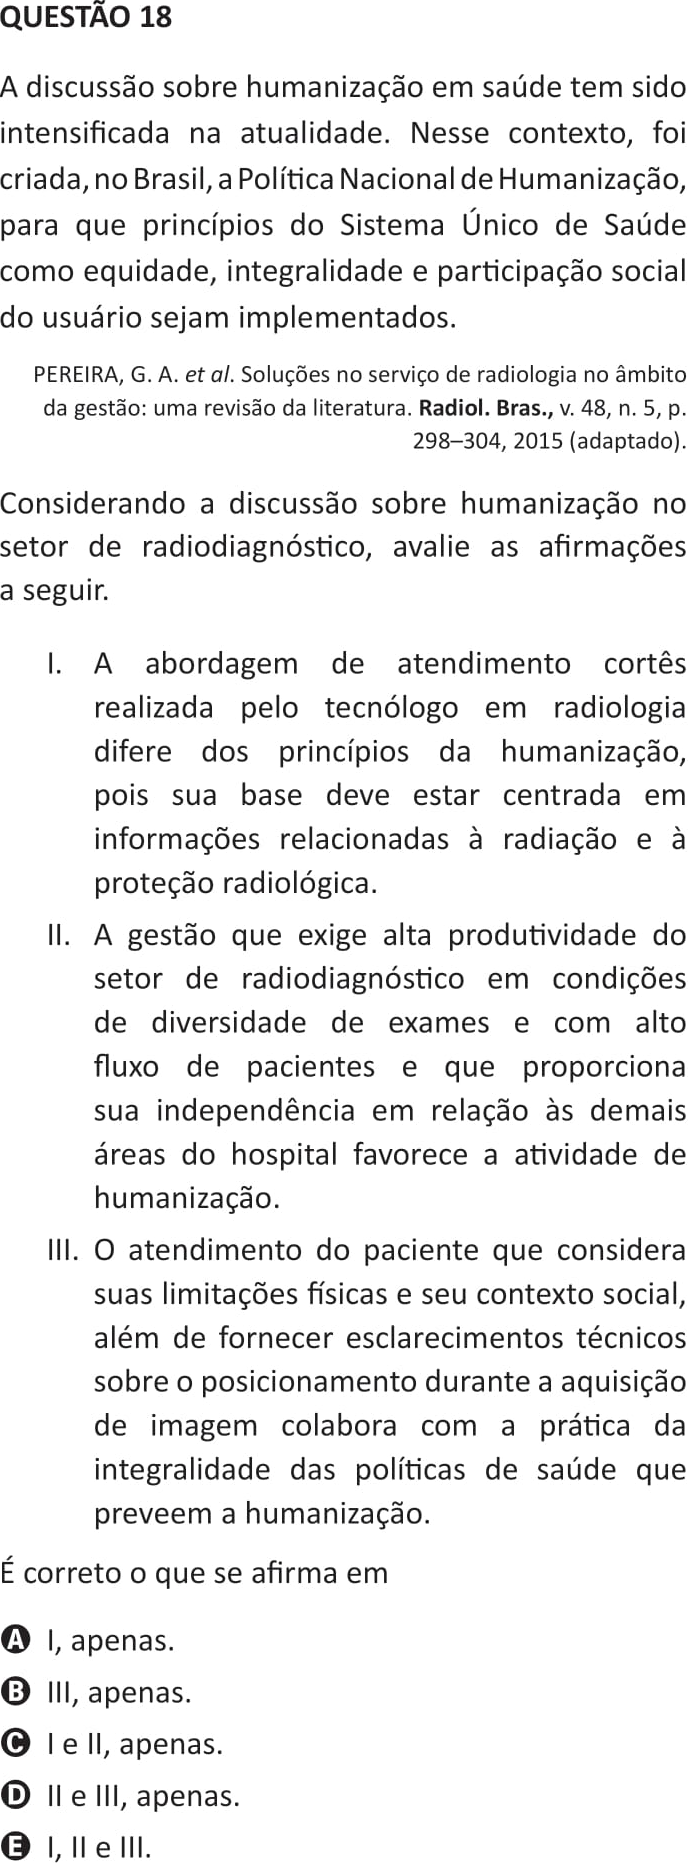 QUESTÃO 18
A discussão sobre humanização em saúde tem sido
intensificada na atualidade. Nesse contexto, foi
criada, no Brasil, a Política Nacional de Humanização,
para que princípios do Sistema Único de Saúde
como equidade, integralidade e participação social
do usuário sejam implementados.
PEREIRA, G. A. et al. Soluções no serviço de radiologia no âmbito
da gestão: uma revisão da literatura. Radiol. Bras., v. 48, n. 5, p.
298–304, 2015 (adaptado).
Considerando a discussão sobre humanização no
setor de radiodiagnóstico, avalie as afirmações
a seguir.
I. A abordagem de atendimento cortês
realizada pelo tecnólogo em radiologia
difere dos princípios da humanização,
pois sua base deve estar centrada em
informações relacionadas à radiação e à
proteção radiológica.
II. A gestão que exige alta produtividade do
setor de radiodiagnóstico em condições
de diversidade de exames e com alto
fluxo de pacientes e que proporciona
sua independência em relação às demais
áreas do hospital favorece a atividade de
humanização.
III. O atendimento do paciente que considera
suas limitações físicas e seu contexto social,
além de fornecer esclarecimentos técnicos
sobre o posicionamento durante a aquisição
de imagem colabora com a prática da
integralidade das políticas de saúde que
preveem a humanização.
É correto o que se afirma em
A I, apenas.
B III, apenas.
C I e II, apenas.
D II e III, apenas.
E I, II e III.